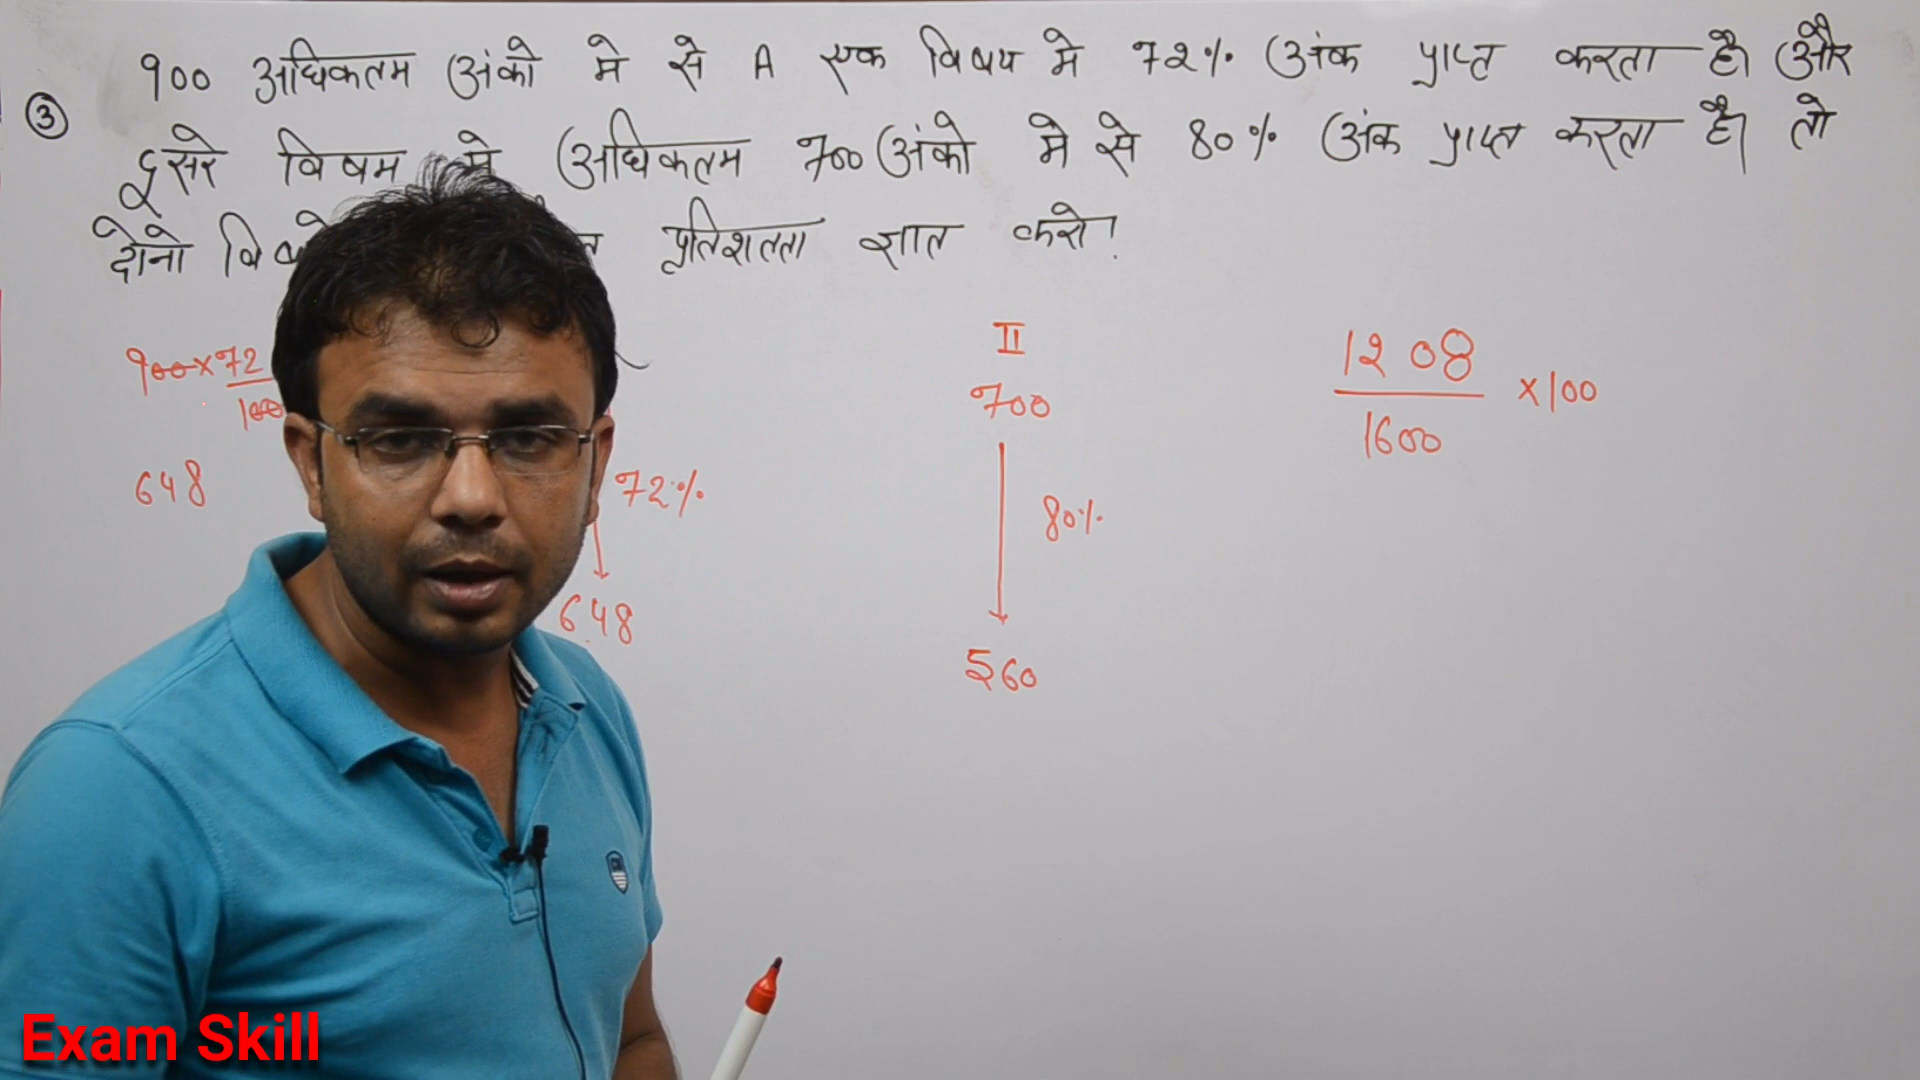 900 अधिकतम अंको मे से A एक विषय मे 72% अंक प्राप्त करता है। और
③
दुसरे विषय मे अधिकतम 700 अंको मे से 80% अंक प्राप्त करता है। तो
दोनो प्रतिशतता ज्ञात करो!
900 × 72
100
648
72%
648
II
700
80%
560
1208
1600
×100
Exam Skill